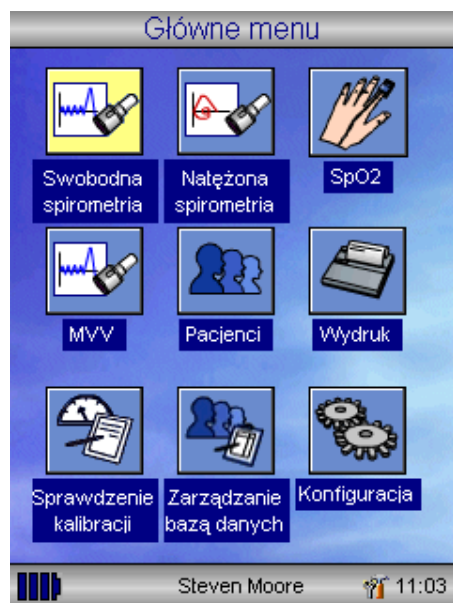 Główne menu
Swobodna
spirometria
Natężona
spirometria
SpO2
MVV
Pacjenci
Wydruk
Sprawdzenie
kalibracji
Zarządzanie
bazą danych
Konfiguracja
Steven Moore
11:03